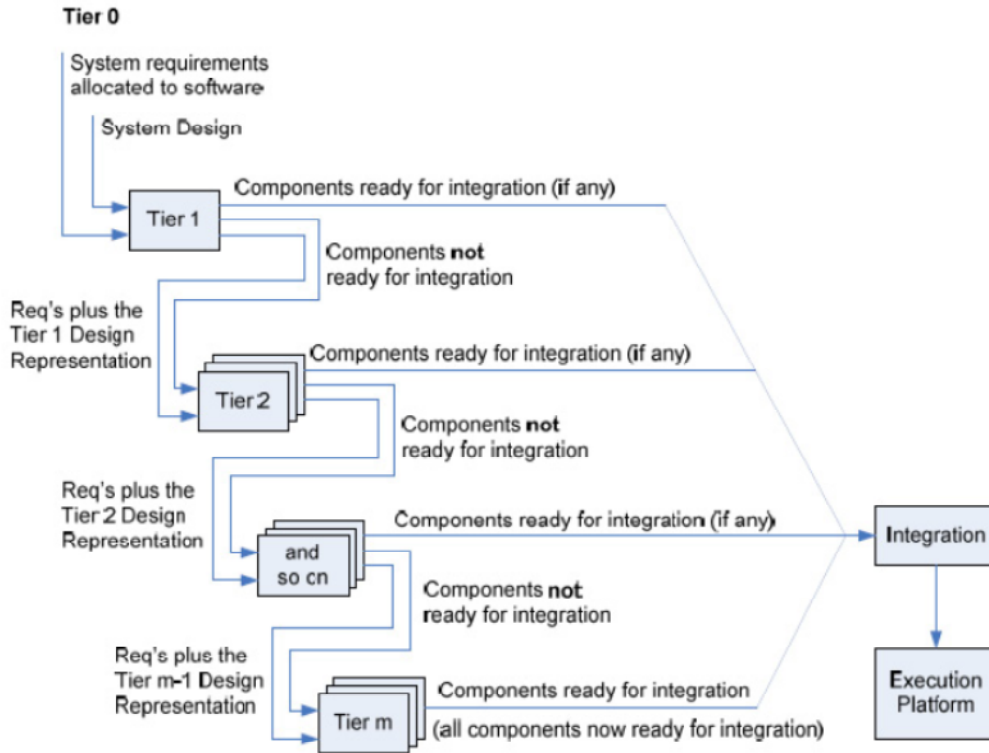 Tier 0
System requirements
allocated to software
System Design
Components ready for integration (if any)
Tier 1
Components not
ready for integration
Req's plus the
Tier 1 Design
Representation
Components ready for integration (if any)
Tier 2
Components not
ready for integration
Req's plus the
Tier 2 Design
Representation
Components ready for integration (if any)
Integration
and
so cn
Components not
ready for integration
Req's plus the
Tier m-1 Design
Representation
Execution
Platform
Components ready for integration
Tier m
(all components now ready for integration)